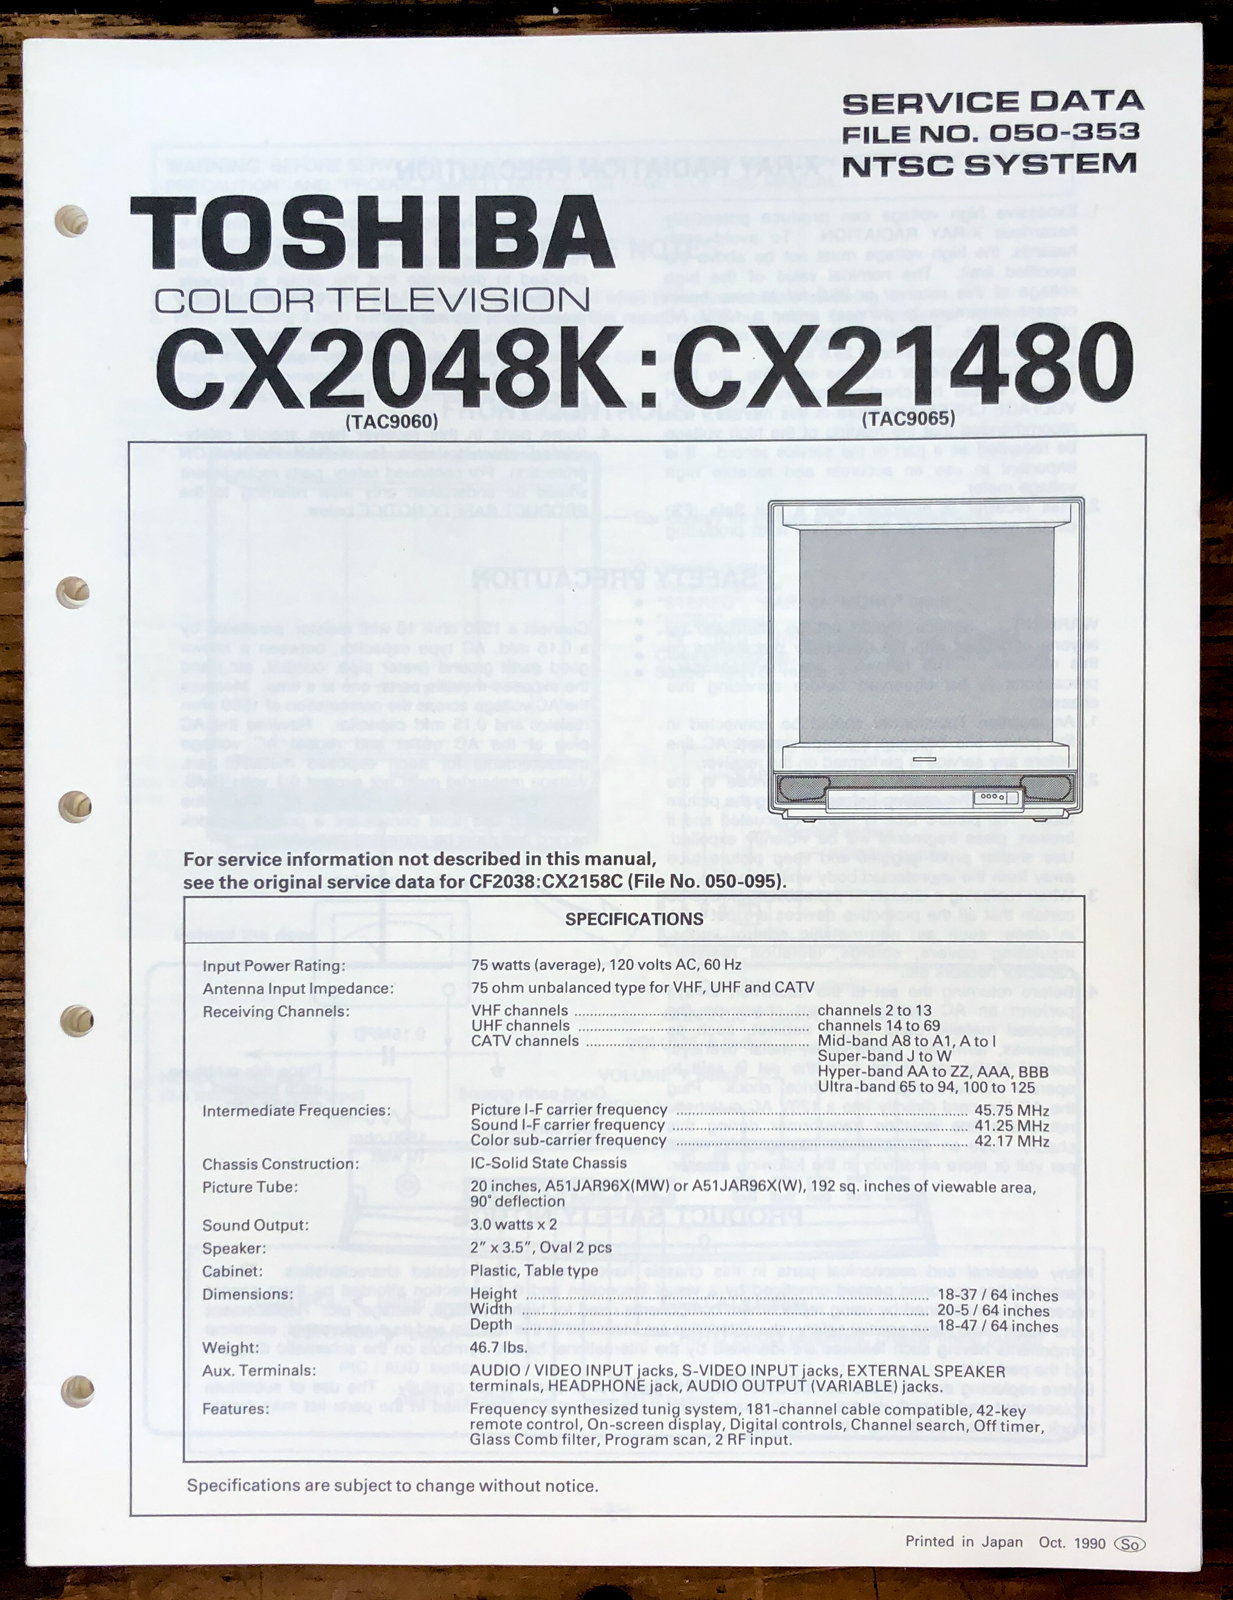 SERVICE DATA
FILE NO. 050-353
NTSC SYSTEM
TOSHIBA
COLOR TELEVISION
CX2048K:CX21480
(TAC9060) (TAC9065)
For service information not described in this manual,
see the original service data for CF2038:CX2158C (File No. 050-095).
SPECIFICATIONS
Input Power Rating: 75 watts (average), 120 volts AC, 60 Hz
Antenna Input Impedance: 75 ohm unbalanced type for VHF, UHF and CATV
Receiving Channels: VHF channels ... channels 2 to 13
UHF channels ... channels 14 to 69
CATV channels ... Mid-band A8 to A1, A to I
Super-band J to W
Hyper-band AA to ZZ, AAA, BBB
Ultra-band 65 to 94, 100 to 125
Intermediate Frequencies: Picture I-F carrier frequency ... 45.75 MHz
Sound I-F carrier frequency ... 41.25 MHz
Color sub-carrier frequency ... 42.17 MHz
Chassis Construction: IC-Solid State Chassis
Picture Tube: 20 inches, A51JAR96X(MW) or A51JAR96X(W), 192 sq. inches of viewable area,
90° deflection
Sound Output: 3.0 watts x 2
Speaker: 2" x 3.5", Oval 2 pcs
Cabinet: Plastic, Table type
Dimensions: Height ... 18-37 / 64 inches
Width ... 20-5 / 64 inches
Depth ... 18-47 / 64 inches
Weight: 46.7 lbs.
Aux. Terminals: AUDIO / VIDEO INPUT jacks, S-VIDEO INPUT jacks, EXTERNAL SPEAKER
terminals, HEADPHONE jack, AUDIO OUTPUT (VARIABLE) jacks.
Features: Frequency synthesized tunig system, 181-channel cable compatible, 42-key
remote control, On-screen display, Digital controls, Channel search, Off timer,
Glass Comb filter, Program scan, 2 RF input.
Specifications are subject to change without notice.
Printed in Japan Oct. 1990 So